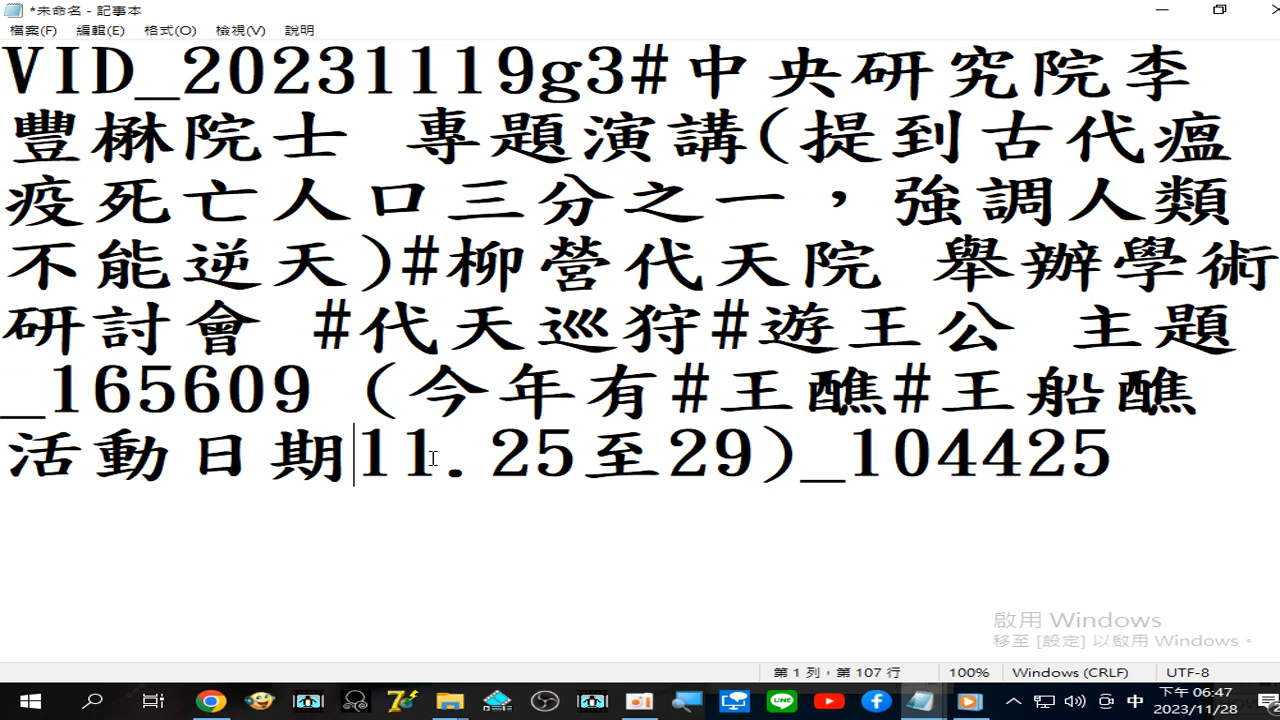 *未命名 - 記事本
檔案(F) 編輯(E) 格式(O) 檢視(V) 說明
VID_20231119g3#中央研究院李
豐楙院士 專題演講(提到古代瘟
疫死亡人口三分之一，強調人類
不能逆天)#柳營代天院 舉辦學術
研討會 #代天巡狩#遊王公 主題
_165609 (今年有#王醮#王船醮
活動日期11.25至29)_104425
啟用 Windows
移至 [設定] 以啟用 Windows。
第 1 列，第 107 行 100% Windows (CRLF) UTF-8
中 下午 06:47
2023/11/28